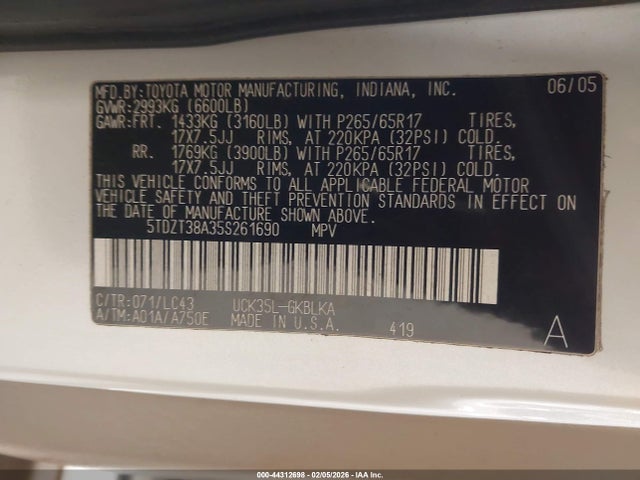 MFD.BY:TOYOTA MOTOR MANUFACTURING, INDIANA, INC. 06/05
GVWR:2993KG (6600LB)
GAWR:FRT. 1433KG (3160LB) WITH P265/65R17 TIRES,
17X7.5JJ RIMS, AT 220KPA (32PSI) COLD.
RR. 1769KG (3900LB) WITH P265/65R17 TIRES,
17X7.5JJ RIMS, AT 220KPA (32PSI) COLD.
THIS VEHICLE CONFORMS TO ALL APPLICABLE FEDERAL MOTOR
VEHICLE SAFETY AND THEFT PREVENTION STANDARDS IN EFFECT ON
THE DATE OF MANUFACTURE SHOWN ABOVE.
5TDZT38A35S261690 MPV
C/TR:071/LC43 UCK35L-GKBLKA
A/TM:A01A/A750E MADE IN U.S.A. 419 A
000-44312698 - 02/05/2026 - IAA Inc.